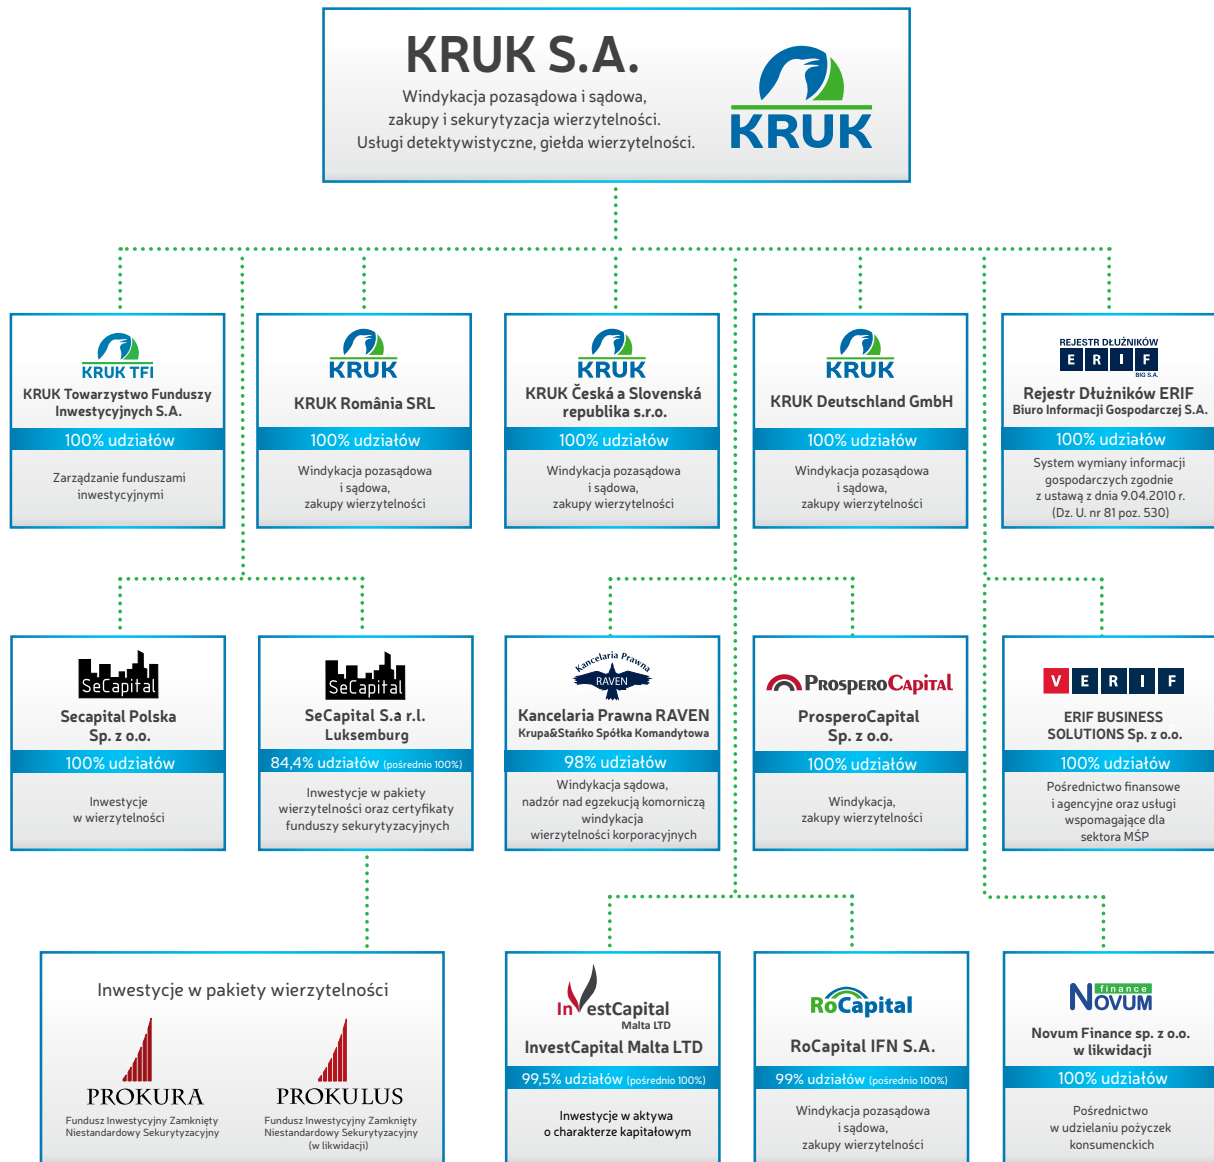 KRUK S.A.
Windykacja pozasądowa i sądowa,
zakupy i sekurytyzacja wierzytelności.
Usługi detektywistyczne, giełda wierzytelności.
KRUK
KRUK TFI
KRUK Towarzystwo Funduszy
Inwestycyjnych S.A.
100% udziałów
Zarządzanie funduszami
inwestycyjnymi
KRUK
KRUK România SRL
100% udziałów
Windykacja pozasądowa
i sądowa,
zakupy wierzytelności
KRUK
KRUK Česká a Slovenská
republika s.r.o.
100% udziałów
Windykacja pozasądowa
i sądowa,
zakupy wierzytelności
KRUK
KRUK Deutschland GmbH
100% udziałów
Windykacja pozasądowa
i sądowa,
zakupy wierzytelności
REJESTR DŁUŻNIKÓW
ERIF
BIG S.A.
Rejestr Dłużników ERIF
Biuro Informacji Gospodarczej S.A.
100% udziałów
System wymiany informacji
gospodarczych zgodnie
z ustawą z dnia 9.04.2010 r.
(Dz. U. nr 81 poz. 530)
SeCapital
Secapital Polska
Sp. z o.o.
100% udziałów
Inwestycje
w wierzytelności
SeCapital
SeCapital S.a r.l.
Luksemburg
84,4% udziałów (pośrednio 100%)
Inwestycje w pakiety
wierzytelności oraz certyfikaty
funduszy sekurytyzacyjnych
Kancelaria Prawna
RAVEN
Kancelaria Prawna RAVEN
Krupa&Stańko Spółka Komandytowa
98% udziałów
Windykacja sądowa,
nadzór nad egzekucją komorniczą
windykacja
wierzytelności korporacyjnych
PROSPEROCAPITAL
ProsperoCapital
Sp. z o.o.
100% udziałów
Windykacja,
zakupy wierzytelności
VERIF
ERIF BUSINESS
SOLUTIONS Sp. z o.o.
100% udziałów
Pośrednictwo finansowe
i agencyjne oraz usługi
wspomagające dla
sektora MŚP
Inwestycje w pakiety wierzytelności
PROKURA
Fundusz Inwestycyjny Zamknięty
Niestandardowy Sekurytyzacyjny
PROKULUS
Fundusz Inwestycyjny Zamknięty
Niestandardowy Sekurytyzacyjny
(w likwidacji)
InvestCapital
Malta LTD
InvestCapital Malta LTD
99,5% udziałów (pośrednio 100%)
Inwestycje w aktywa
o charakterze kapitałowym
RoCapital
RoCapital IFN S.A.
99% udziałów (pośrednio 100%)
Windykacja pozasądowa
i sądowa,
zakupy wierzytelności
finance
NOVUM
Novum Finance sp. z o.o.
w likwidacji
100% udziałów
Pośrednictwo
w udzielaniu pożyczek
konsumenckich